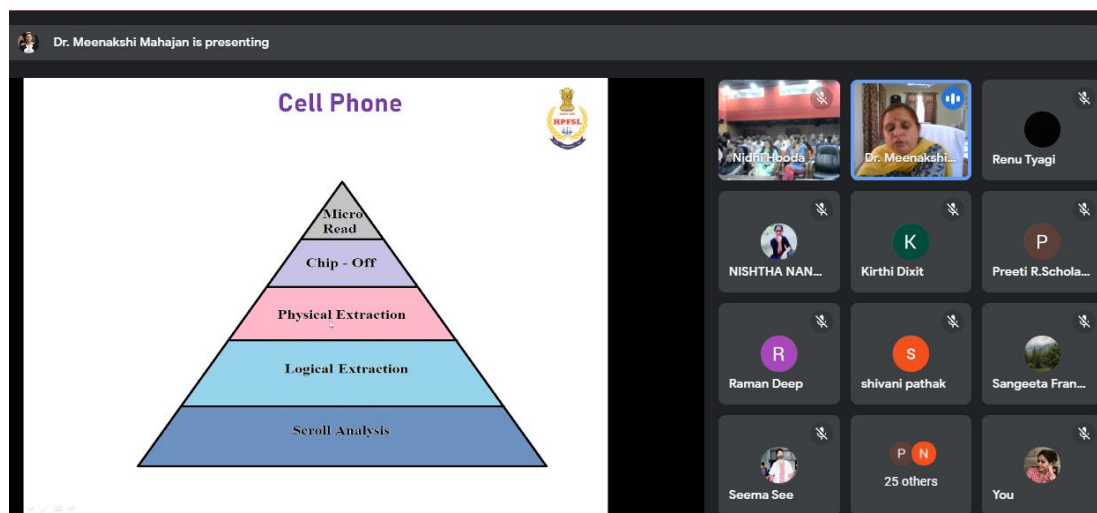 Dr. Meenakshi Mahajan is presenting
Cell Phone
HPFSL
Micro
Read
Chip - Off
Physical Extraction
Logical Extraction
Scroll Analysis
Nidhi Hooda
Dr. Meenakshi...
Renu Tyagi
NISHTHA NAN...
K
Kirthi Dixit
P
Preeti R.Schola...
R
Raman Deep
s
shivani pathak
Sangeeta Fran...
Seema See
P N
25 others
You